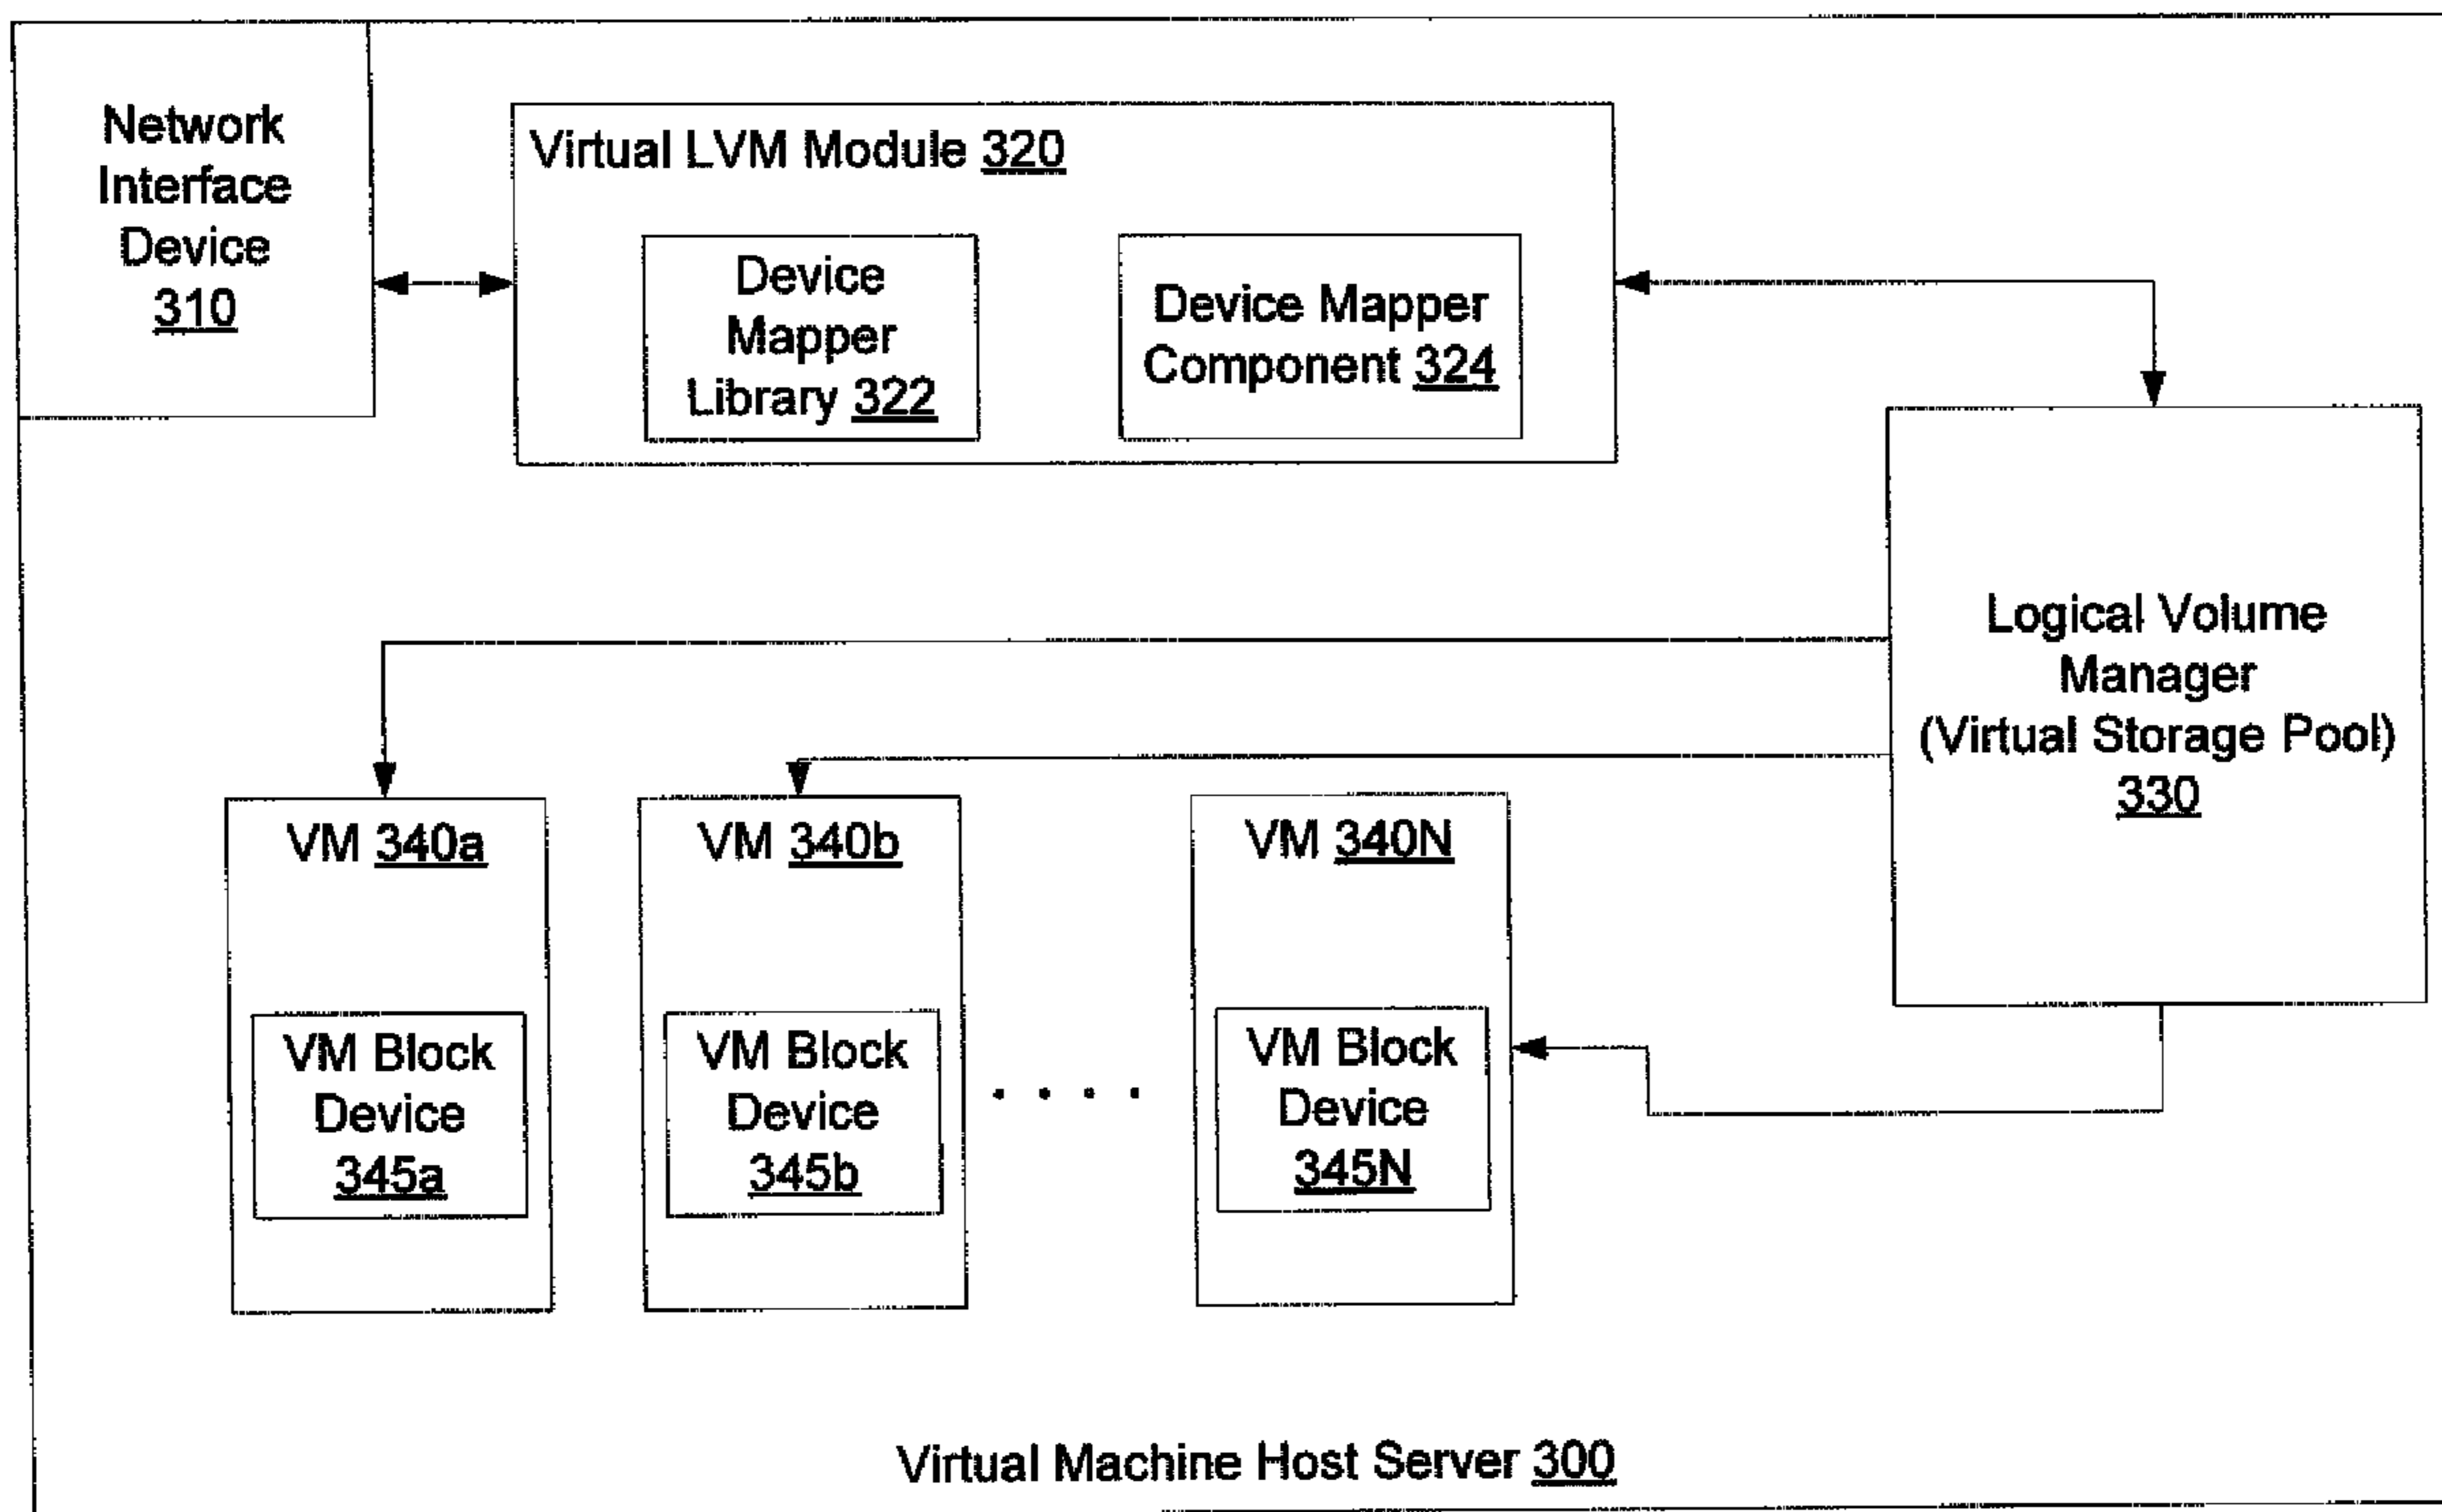 Network
Interface
Device
310
Virtual LVM Module 320
Device
Mapper
Library 322
Device Mapper
Component 324
Logical Volume
Manager
(Virtual Storage Pool)
330
VM 340a
VM Block
Device
345a
VM 340b
VM Block
Device
345b
VM 340N
VM Block
Device
345N
Virtual Machine Host Server 300